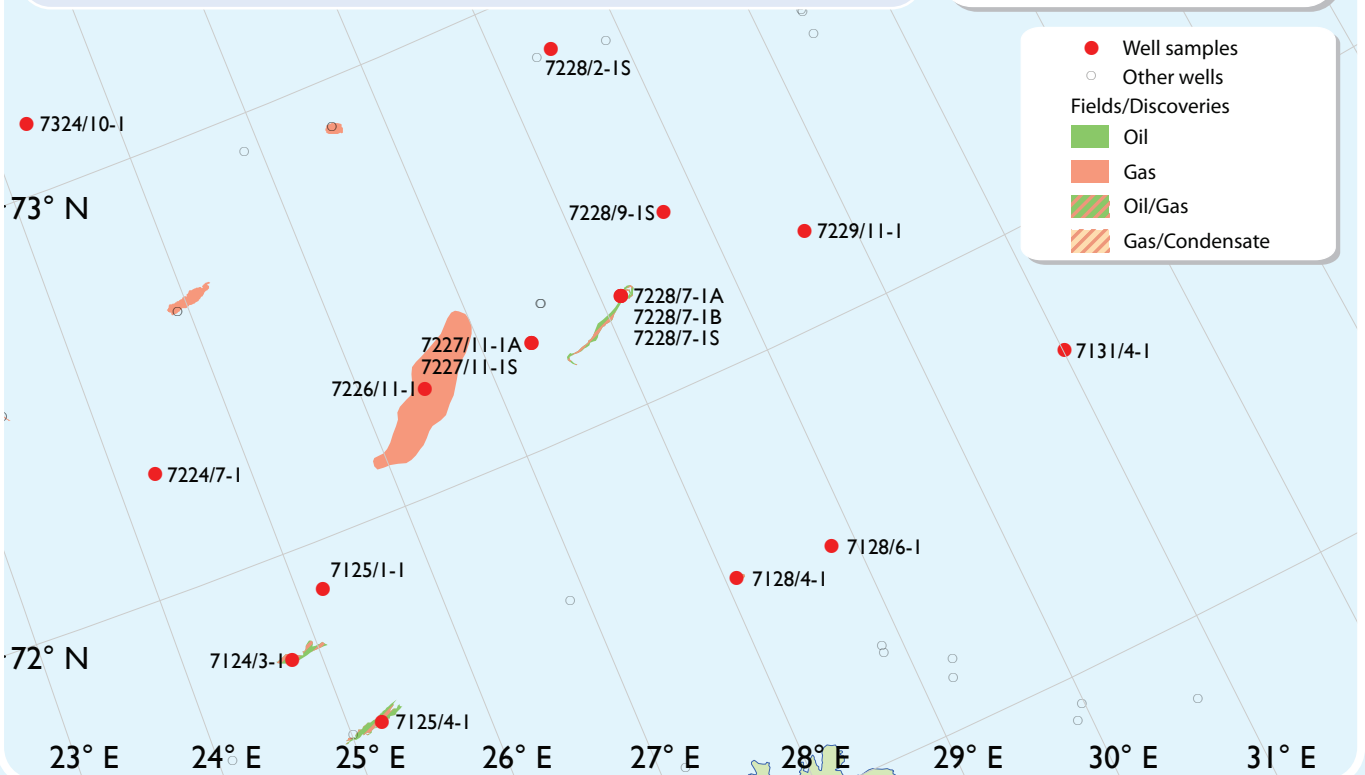 Well samples
Other wells
Fields/Discoveries
Oil
Gas
Oil/Gas
Gas/Condensate
7228/2-1S
7324/10-1
73° N
7228/9-1S
7229/11-1
7228/7-1A
7228/7-1B
7228/7-1S
7227/11-1A
7227/11-1S
7131/4-1
7226/11-1
7224/7-1
7128/6-1
7128/4-1
7125/1-1
72° N
7124/3-1
7125/4-1
23° E
24° E
25° E
26° E
27° E
28° E
29° E
30° E
31° E